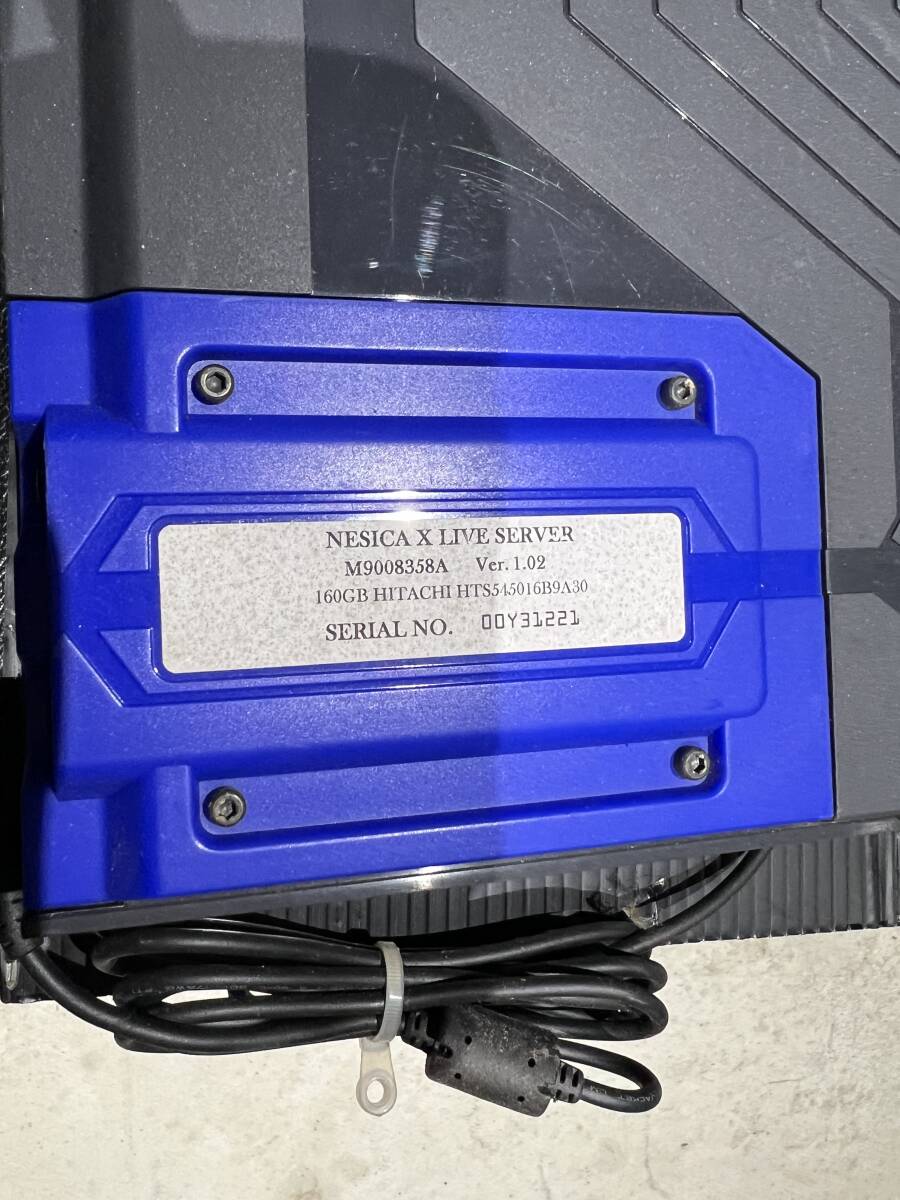 NESICA X LIVE SERVER
M9008358A Ver. 1.02
160GB HITACHI HTS545016B9A30
SERIAL NO. 00Y31221